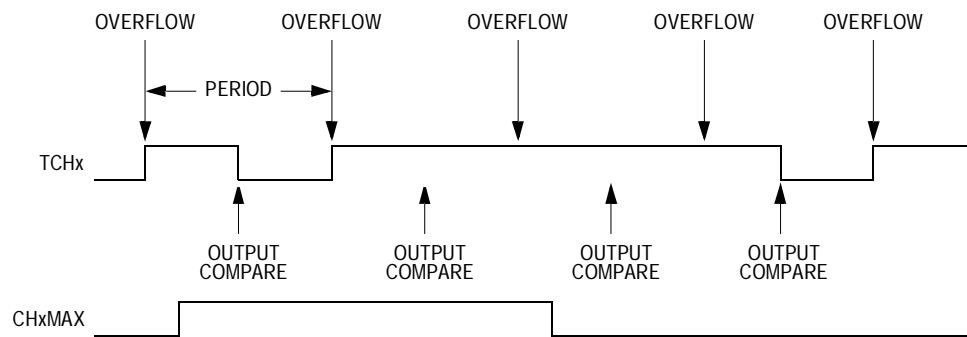 OVERFLOW OVERFLOW OVERFLOW OVERFLOW OVERFLOW
PERIOD
TCHx
OUTPUT COMPARE
OUTPUT COMPARE
OUTPUT COMPARE
OUTPUT COMPARE
CHxMAX